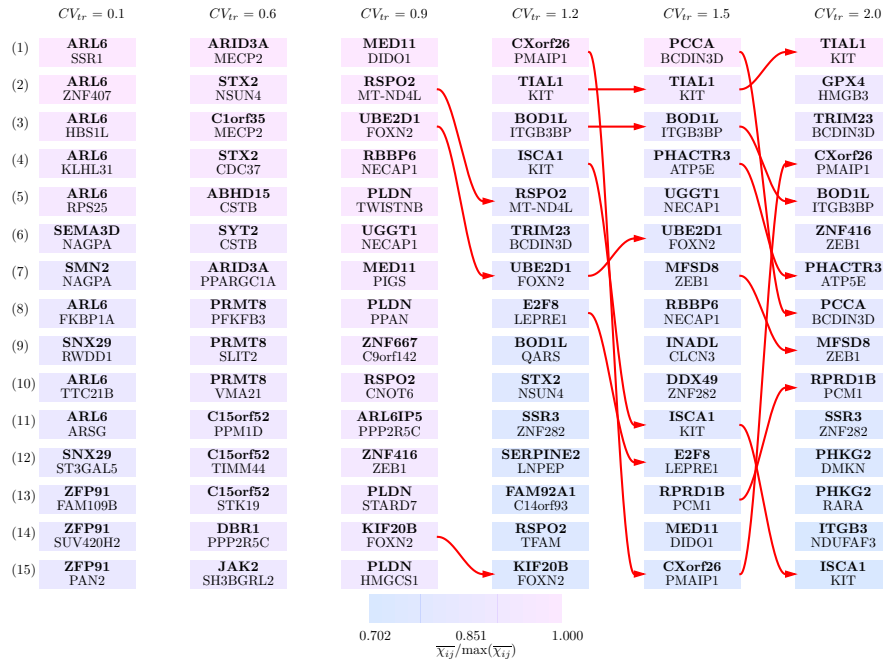 CV_tr = 0.1 CV_tr = 0.6 CV_tr = 0.9 CV_tr = 1.2 CV_tr = 1.5 CV_tr = 2.0
(1) ARL6 ARID3A MED11 CXorf26 PCCA TIAL1
SSR1 MECP2 DIDO1 PMAIP1 BCDIN3D KIT
(2) ARL6 STX2 RSPO2 TIAL1 TIAL1 GPX4
ZNF407 NSUN4 MT-ND4L KIT KIT HMGB3
(3) ARL6 C1orf35 UBE2D1 BOD1L BOD1L TRIM23
HBS1L MECP2 FOXN2 ITGB3BP ITGB3BP BCDIN3D
(4) ARL6 STX2 RBBP6 ISCA1 PHACTR3 CXorf26
KLHL31 CDC37 NECAP1 KIT ATP5E PMAIP1
(5) ARL6 ABHD15 PLDN RSPO2 UGGT1 BOD1L
RPS25 CSTB TWISTNB MT-ND4L NECAP1 ITGB3BP
(6) SEMA3D SYT2 UGGT1 TRIM23 UBE2D1 ZNF416
NAGPA CSTB NECAP1 BCDIN3D FOXN2 ZEB1
(7) SMN2 ARID3A MED11 UBE2D1 MFSD8 PHACTR3
NAGPA PPARGC1A PIGS FOXN2 ZEB1 ATP5E
(8) ARL6 PRMT8 PLDN E2F8 RBBP6 PCCA
FKBP1A PFKFB3 PPAN LEPRE1 NECAP1 BCDIN3D
(9) SNX29 PRMT8 ZNF667 BOD1L INADL MFSD8
RWDD1 SLIT2 C9orf142 QARS CLCN3 ZEB1
(10) ARL6 PRMT8 RSPO2 STX2 DDX49 RPRD1B
TTC21B VMA21 CNOT6 NSUN4 ZNF282 PCM1
(11) ARL6 C15orf52 ARL6IP5 SSR3 ISCA1 SSR3
ARSG PPM1D PPP2R5C ZNF282 KIT ZNF282
(12) SNX29 C15orf52 ZNF416 SERPINE2 E2F8 PHKG2
ST3GAL5 TIMM44 ZEB1 LNPEP LEPRE1 DMKN
(13) ZFP91 C15orf52 PLDN FAM92A1 RPRD1B PHKG2
FAM109B STK19 STARD7 C14orf93 PCM1 RARA
(14) ZFP91 DBR1 KIF20B RSPO2 MED11 ITGB3
SUV420H2 PPP2R5C FOXN2 TFAM DIDO1 NDUFAF3
(15) ZFP91 JAK2 PLDN KIF20B CXorf26 ISCA1
PAN2 SH3BGRL2 HMGCS1 FOXN2 PMAIP1 KIT
0.702 0.851 1.000
χ̅_ij/max(χ̅_ij)